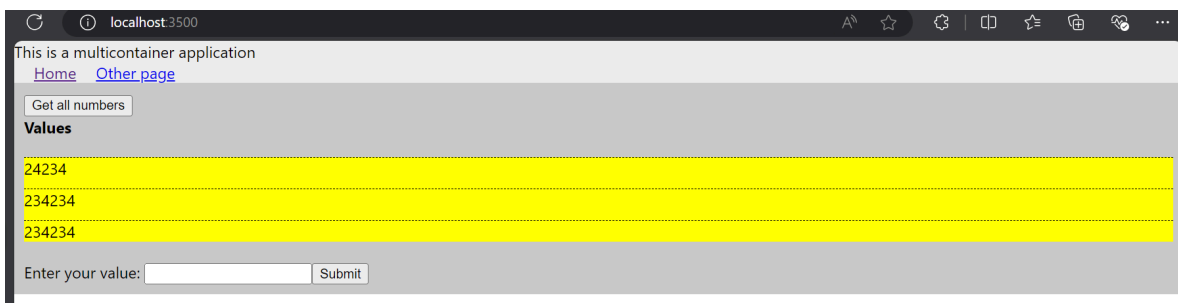 localhost:3500
This is a multicontainer application
Home Other page
Get all numbers
Values
24234
234234
234234
Enter your value: Submit